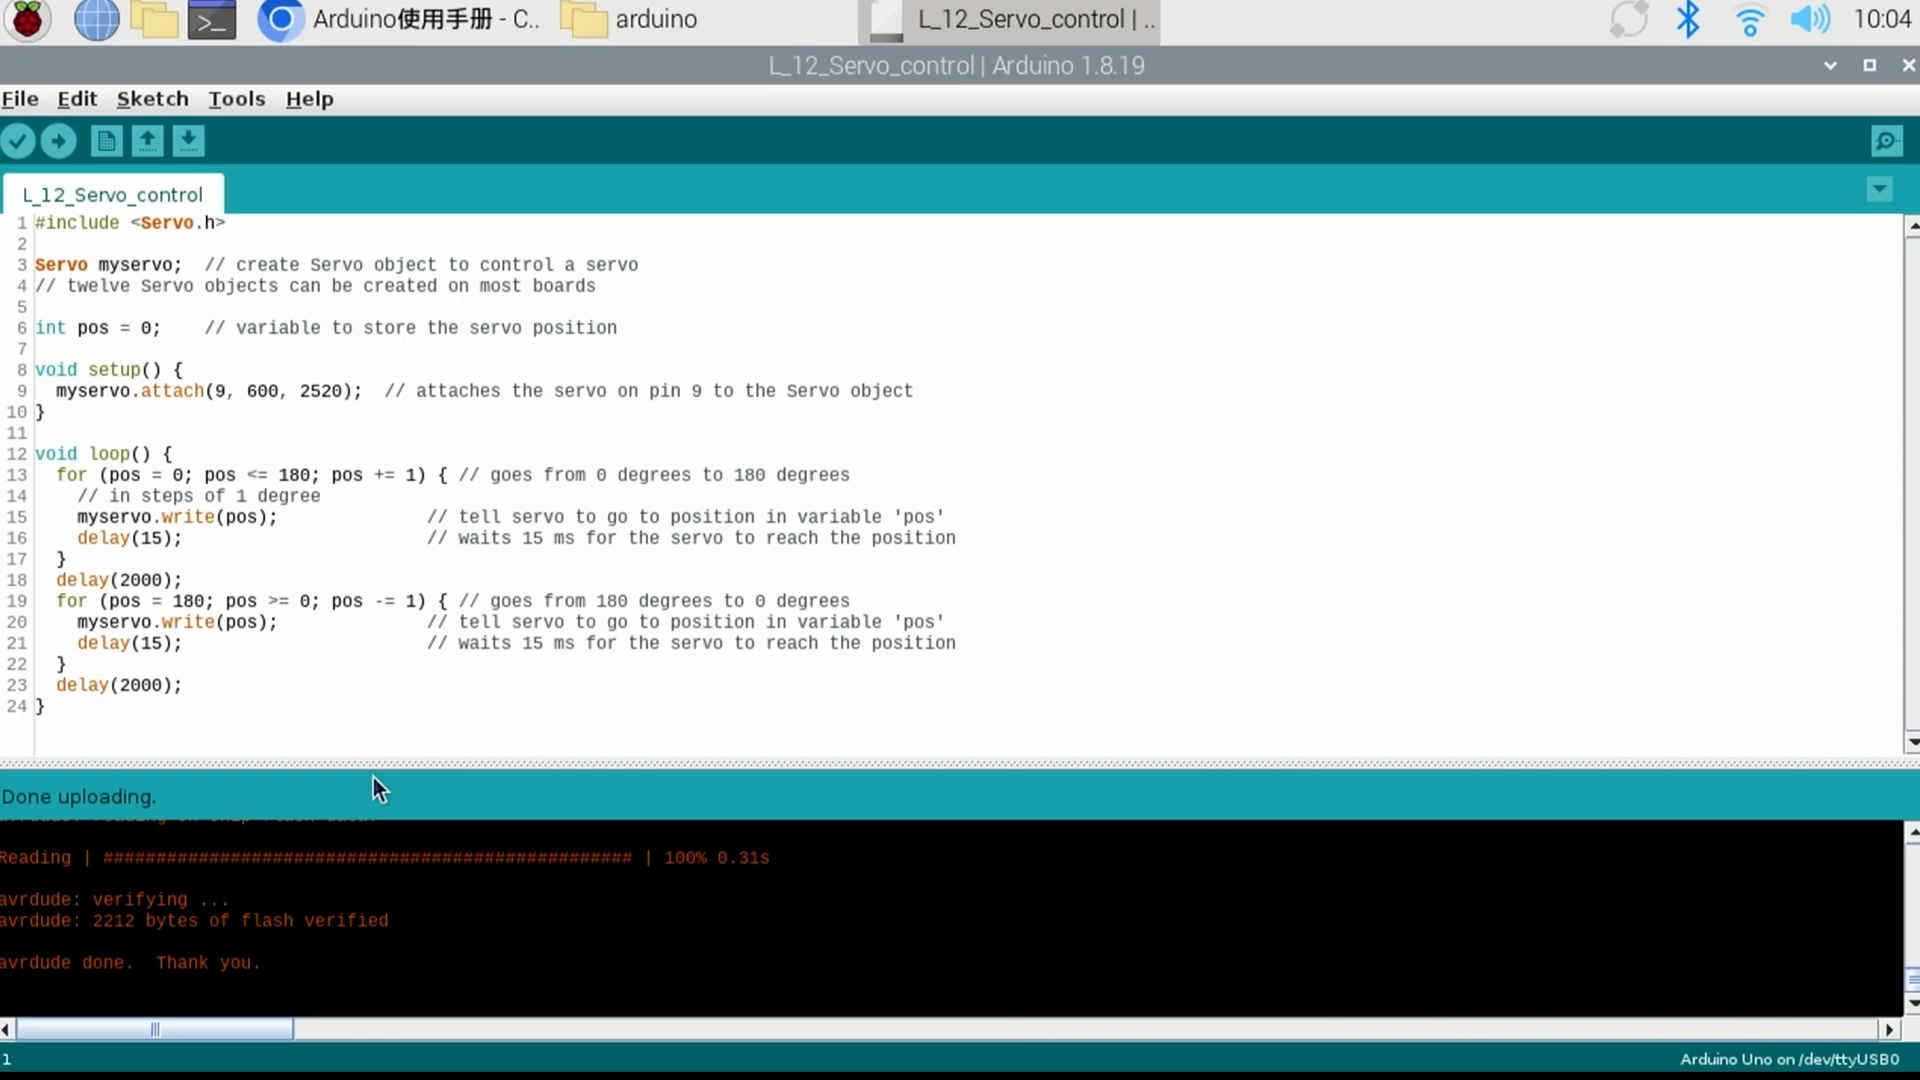 Arduino使用手册 - C..
arduino
L_12_Servo_control | ..
10:04
L_12_Servo_control | Arduino 1.8.19
File Edit Sketch Tools Help
L_12_Servo_control
1 #include <Servo.h>
2
3 Servo myservo;  // create Servo object to control a servo
4 // twelve Servo objects can be created on most boards
5
6 int pos = 0;    // variable to store the servo position
7
8 void setup() {
9   myservo.attach(9, 600, 2520);  // attaches the servo on pin 9 to the Servo object
10 }
11
12 void loop() {
13   for (pos = 0; pos <= 180; pos += 1) { // goes from 0 degrees to 180 degrees
14     // in steps of 1 degree
15     myservo.write(pos);              // tell servo to go to position in variable 'pos'
16     delay(15);                       // waits 15 ms for the servo to reach the position
17   }
18   delay(2000);
19   for (pos = 180; pos >= 0; pos -= 1) { // goes from 180 degrees to 0 degrees
20     myservo.write(pos);              // tell servo to go to position in variable 'pos'
21     delay(15);                       // waits 15 ms for the servo to reach the position
22   }
23   delay(2000);
24 }
Done uploading.
Reading | ################################################## | 100% 0.31s
avrdude: verifying ...
avrdude: 2212 bytes of flash verified
avrdude done.  Thank you.
1
Arduino Uno on /dev/ttyUSB0